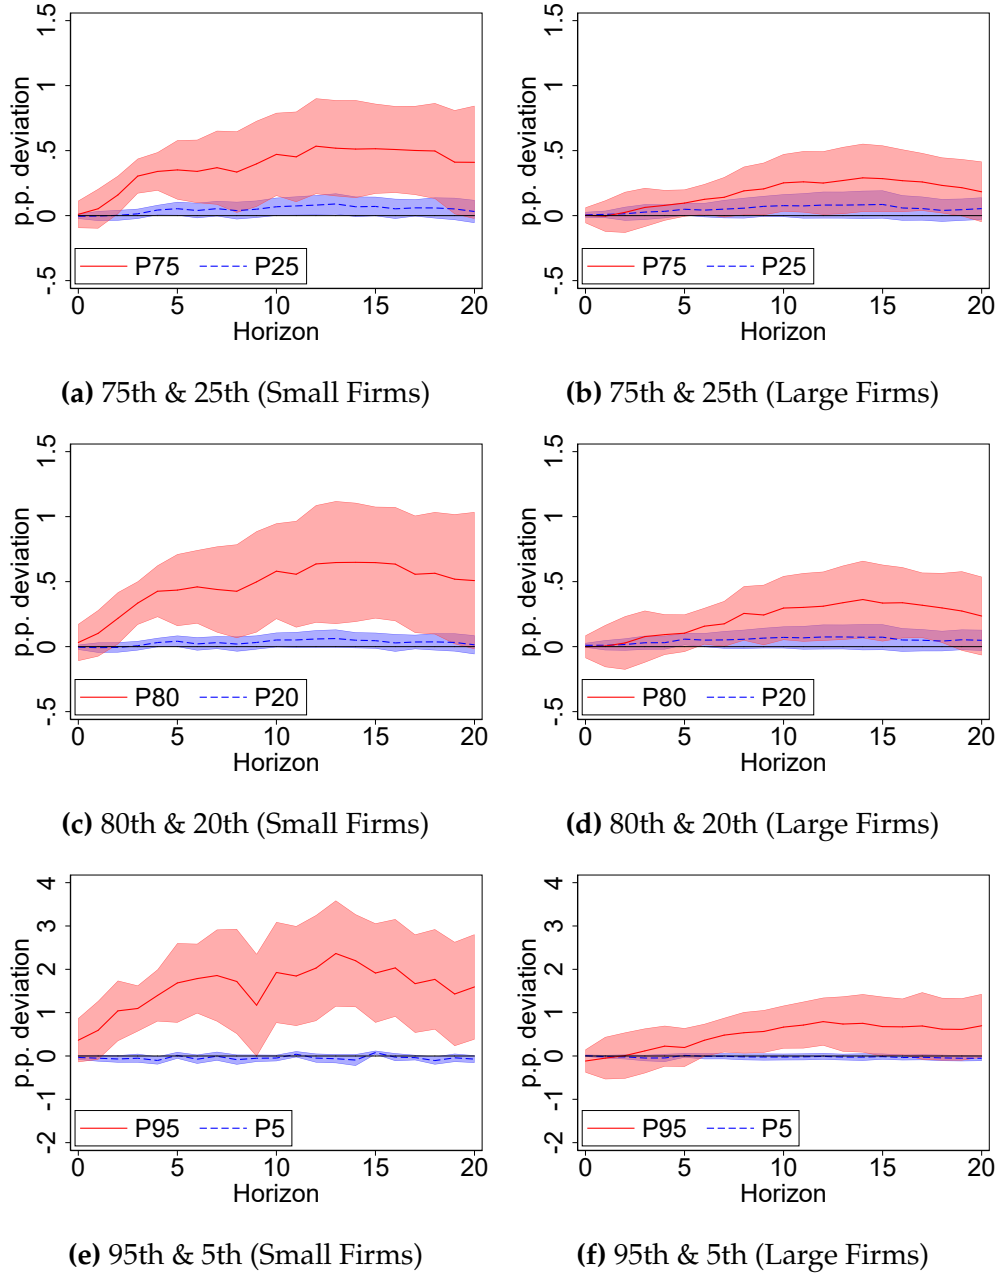 1.5
1
.5
0
-.5
p.p. deviation
P75 P25
0 5 10 15 20
Horizon
(a) 75th & 25th (Small Firms)
1.5
1
.5
0
-.5
p.p. deviation
P75 P25
0 5 10 15 20
Horizon
(b) 75th & 25th (Large Firms)
1.5
1
.5
0
-.5
p.p. deviation
P80 P20
0 5 10 15 20
Horizon
(c) 80th & 20th (Small Firms)
1.5
1
.5
0
-.5
p.p. deviation
P80 P20
0 5 10 15 20
Horizon
(d) 80th & 20th (Large Firms)
4
3
2
1
0
-1
-2
p.p. deviation
P95 P5
0 5 10 15 20
Horizon
(e) 95th & 5th (Small Firms)
4
3
2
1
0
-1
-2
p.p. deviation
P95 P5
0 5 10 15 20
Horizon
(f) 95th & 5th (Large Firms)